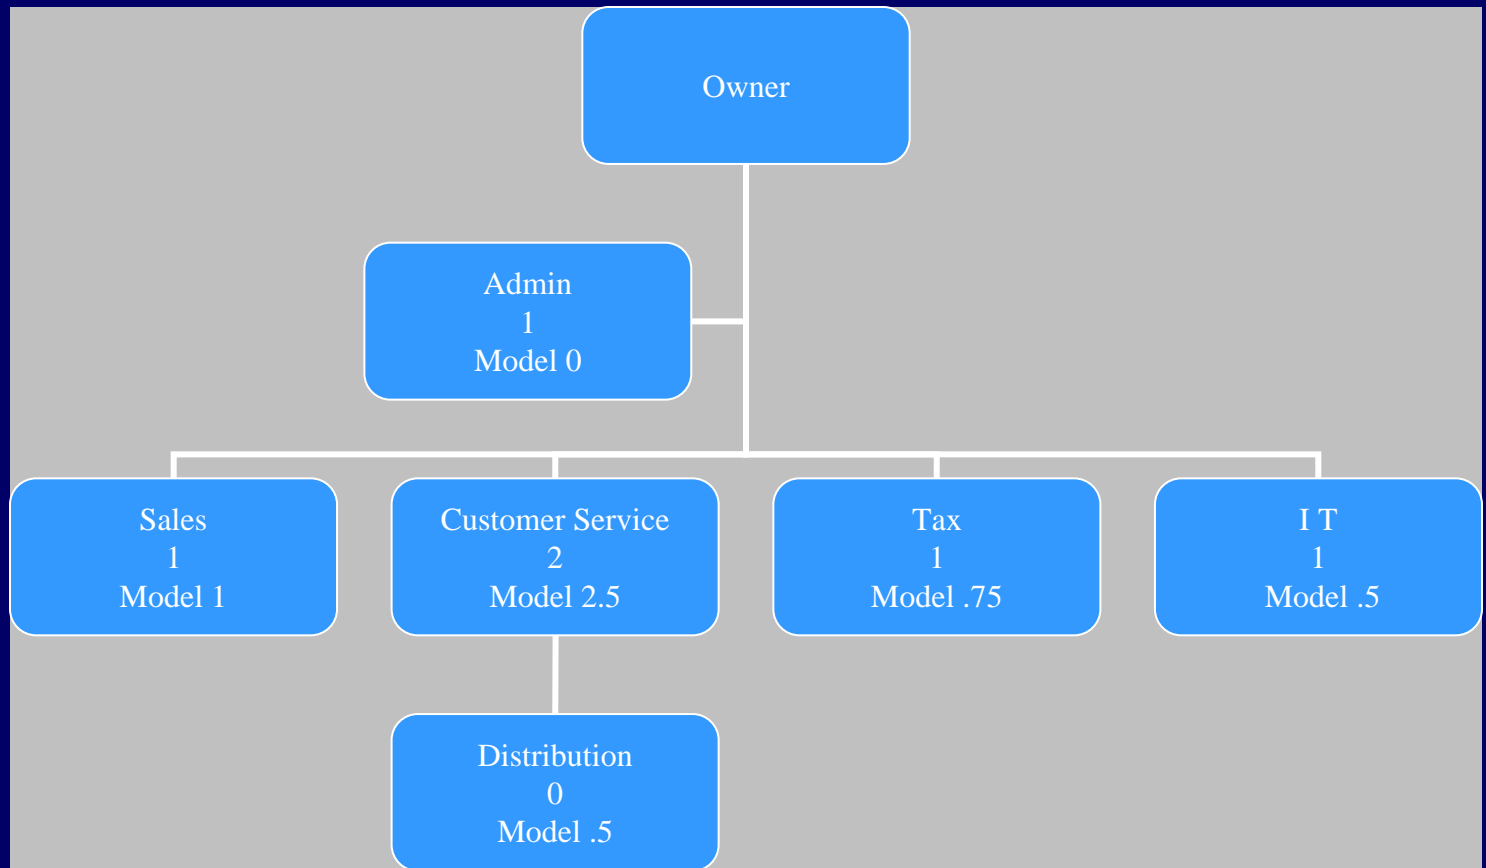 Owner
Admin
1
Model 0
Sales
1
Model 1
Customer Service
2
Model 2.5
Tax
1
Model .75
I T
1
Model .5
Distribution
0
Model .5